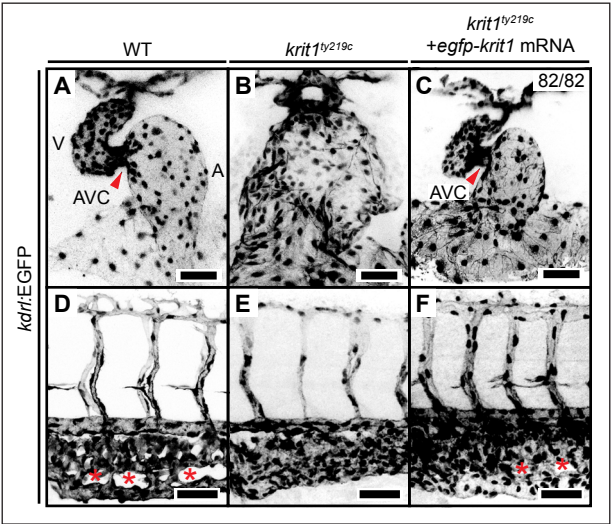 WT
krit1ty219c
krit1ty219c
+egfp-krit1 mRNA
kdrl:EGFP
A
V
A
AVC
B
C
82/82
AVC
D
* * *
E
F
* *